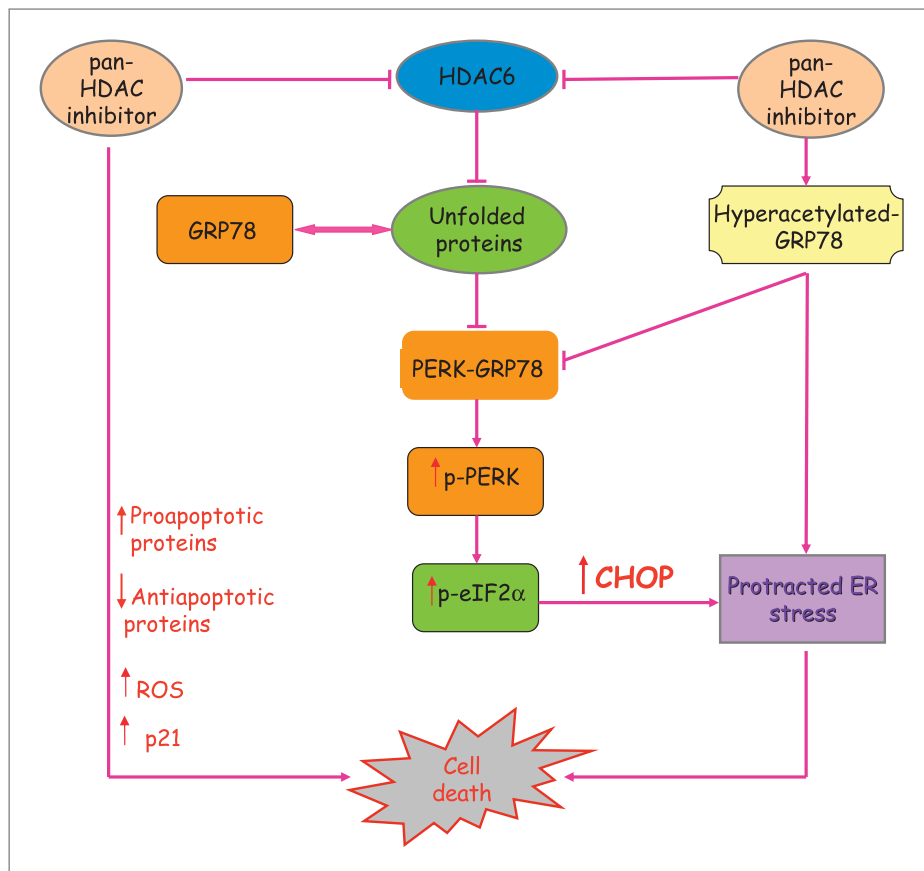 pan-
HDAC
inhibitor
HDAC6
pan-
HDAC
inhibitor
GRP78
Unfolded
proteins
Hyperacetylated-
GRP78
PERK-GRP78
↑p-PERK
↑Proapoptotic
proteins
↓Antiapoptotic
proteins
↑ROS
↑ p21
↑p-eIF2α
↑ CHOP
Protracted ER
stress
Cell
death